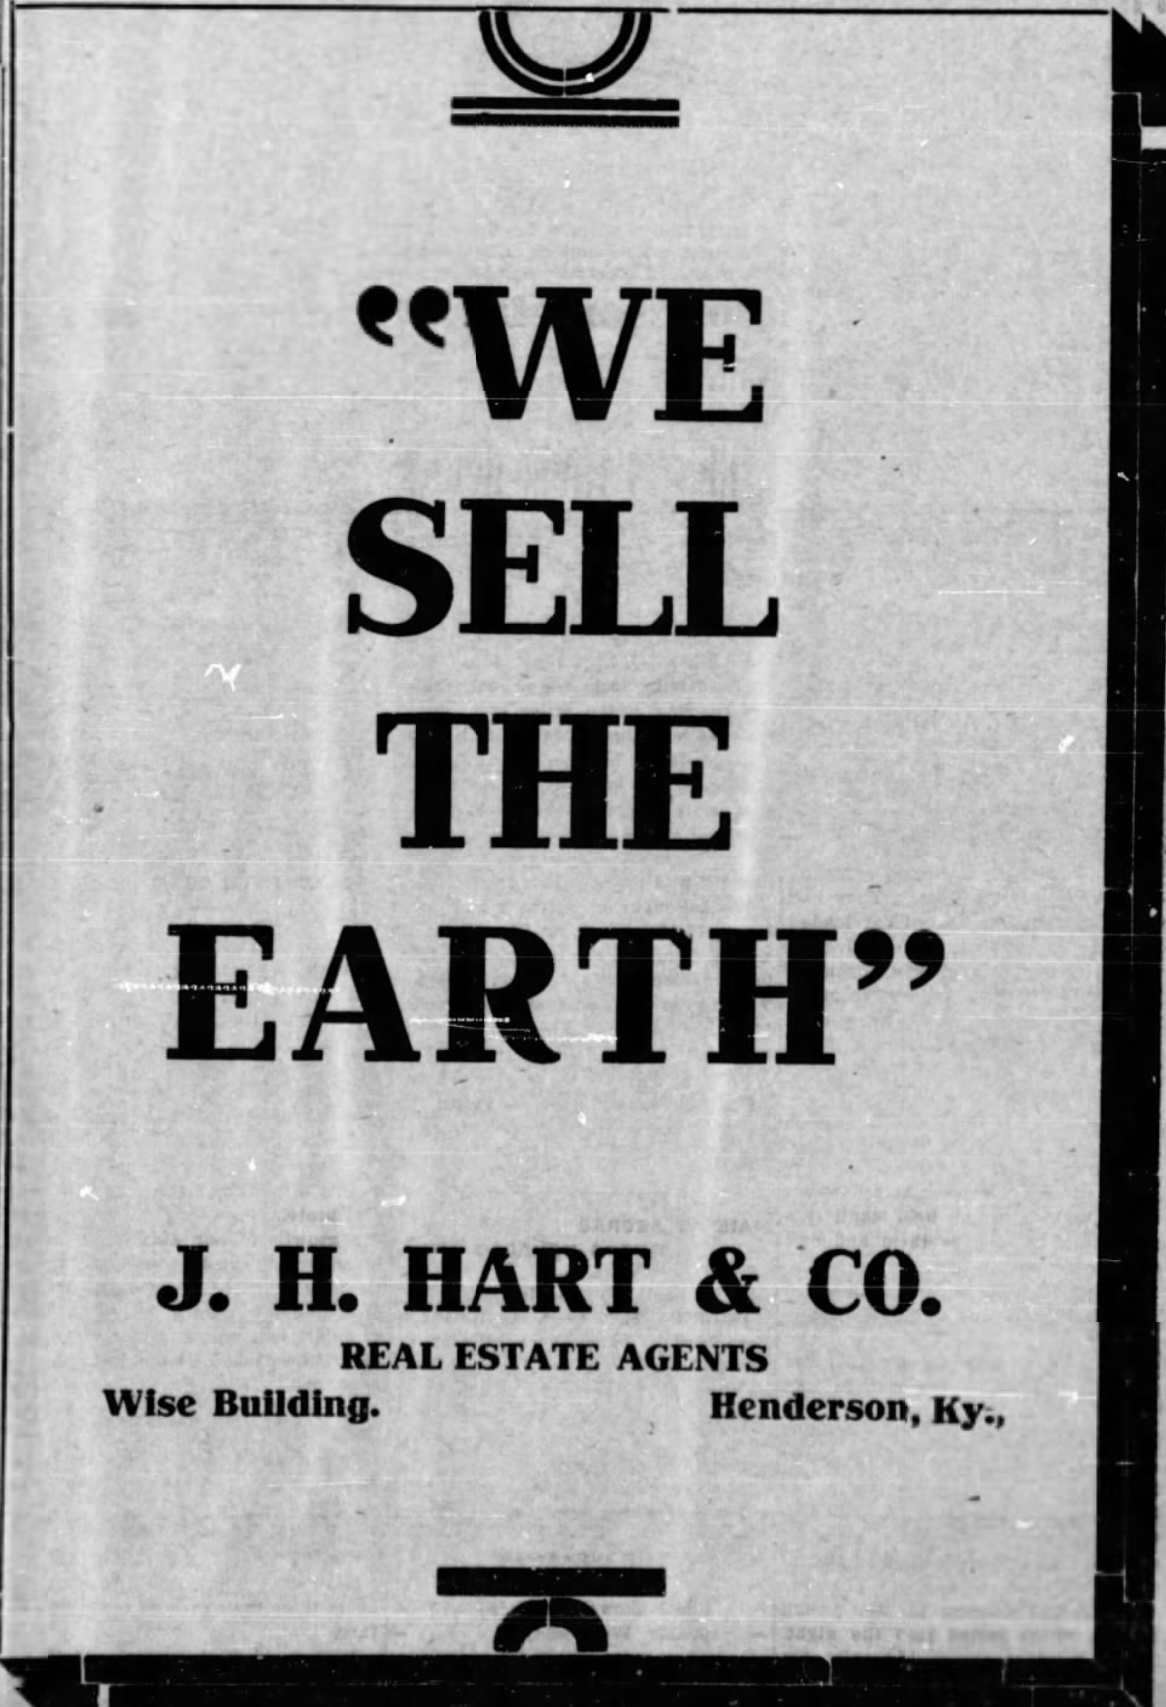 “WE
SELL
THE
EARTH”
J. H. HART & CO.
REAL ESTATE AGENTS
Wise Building. Henderson, Ky.,